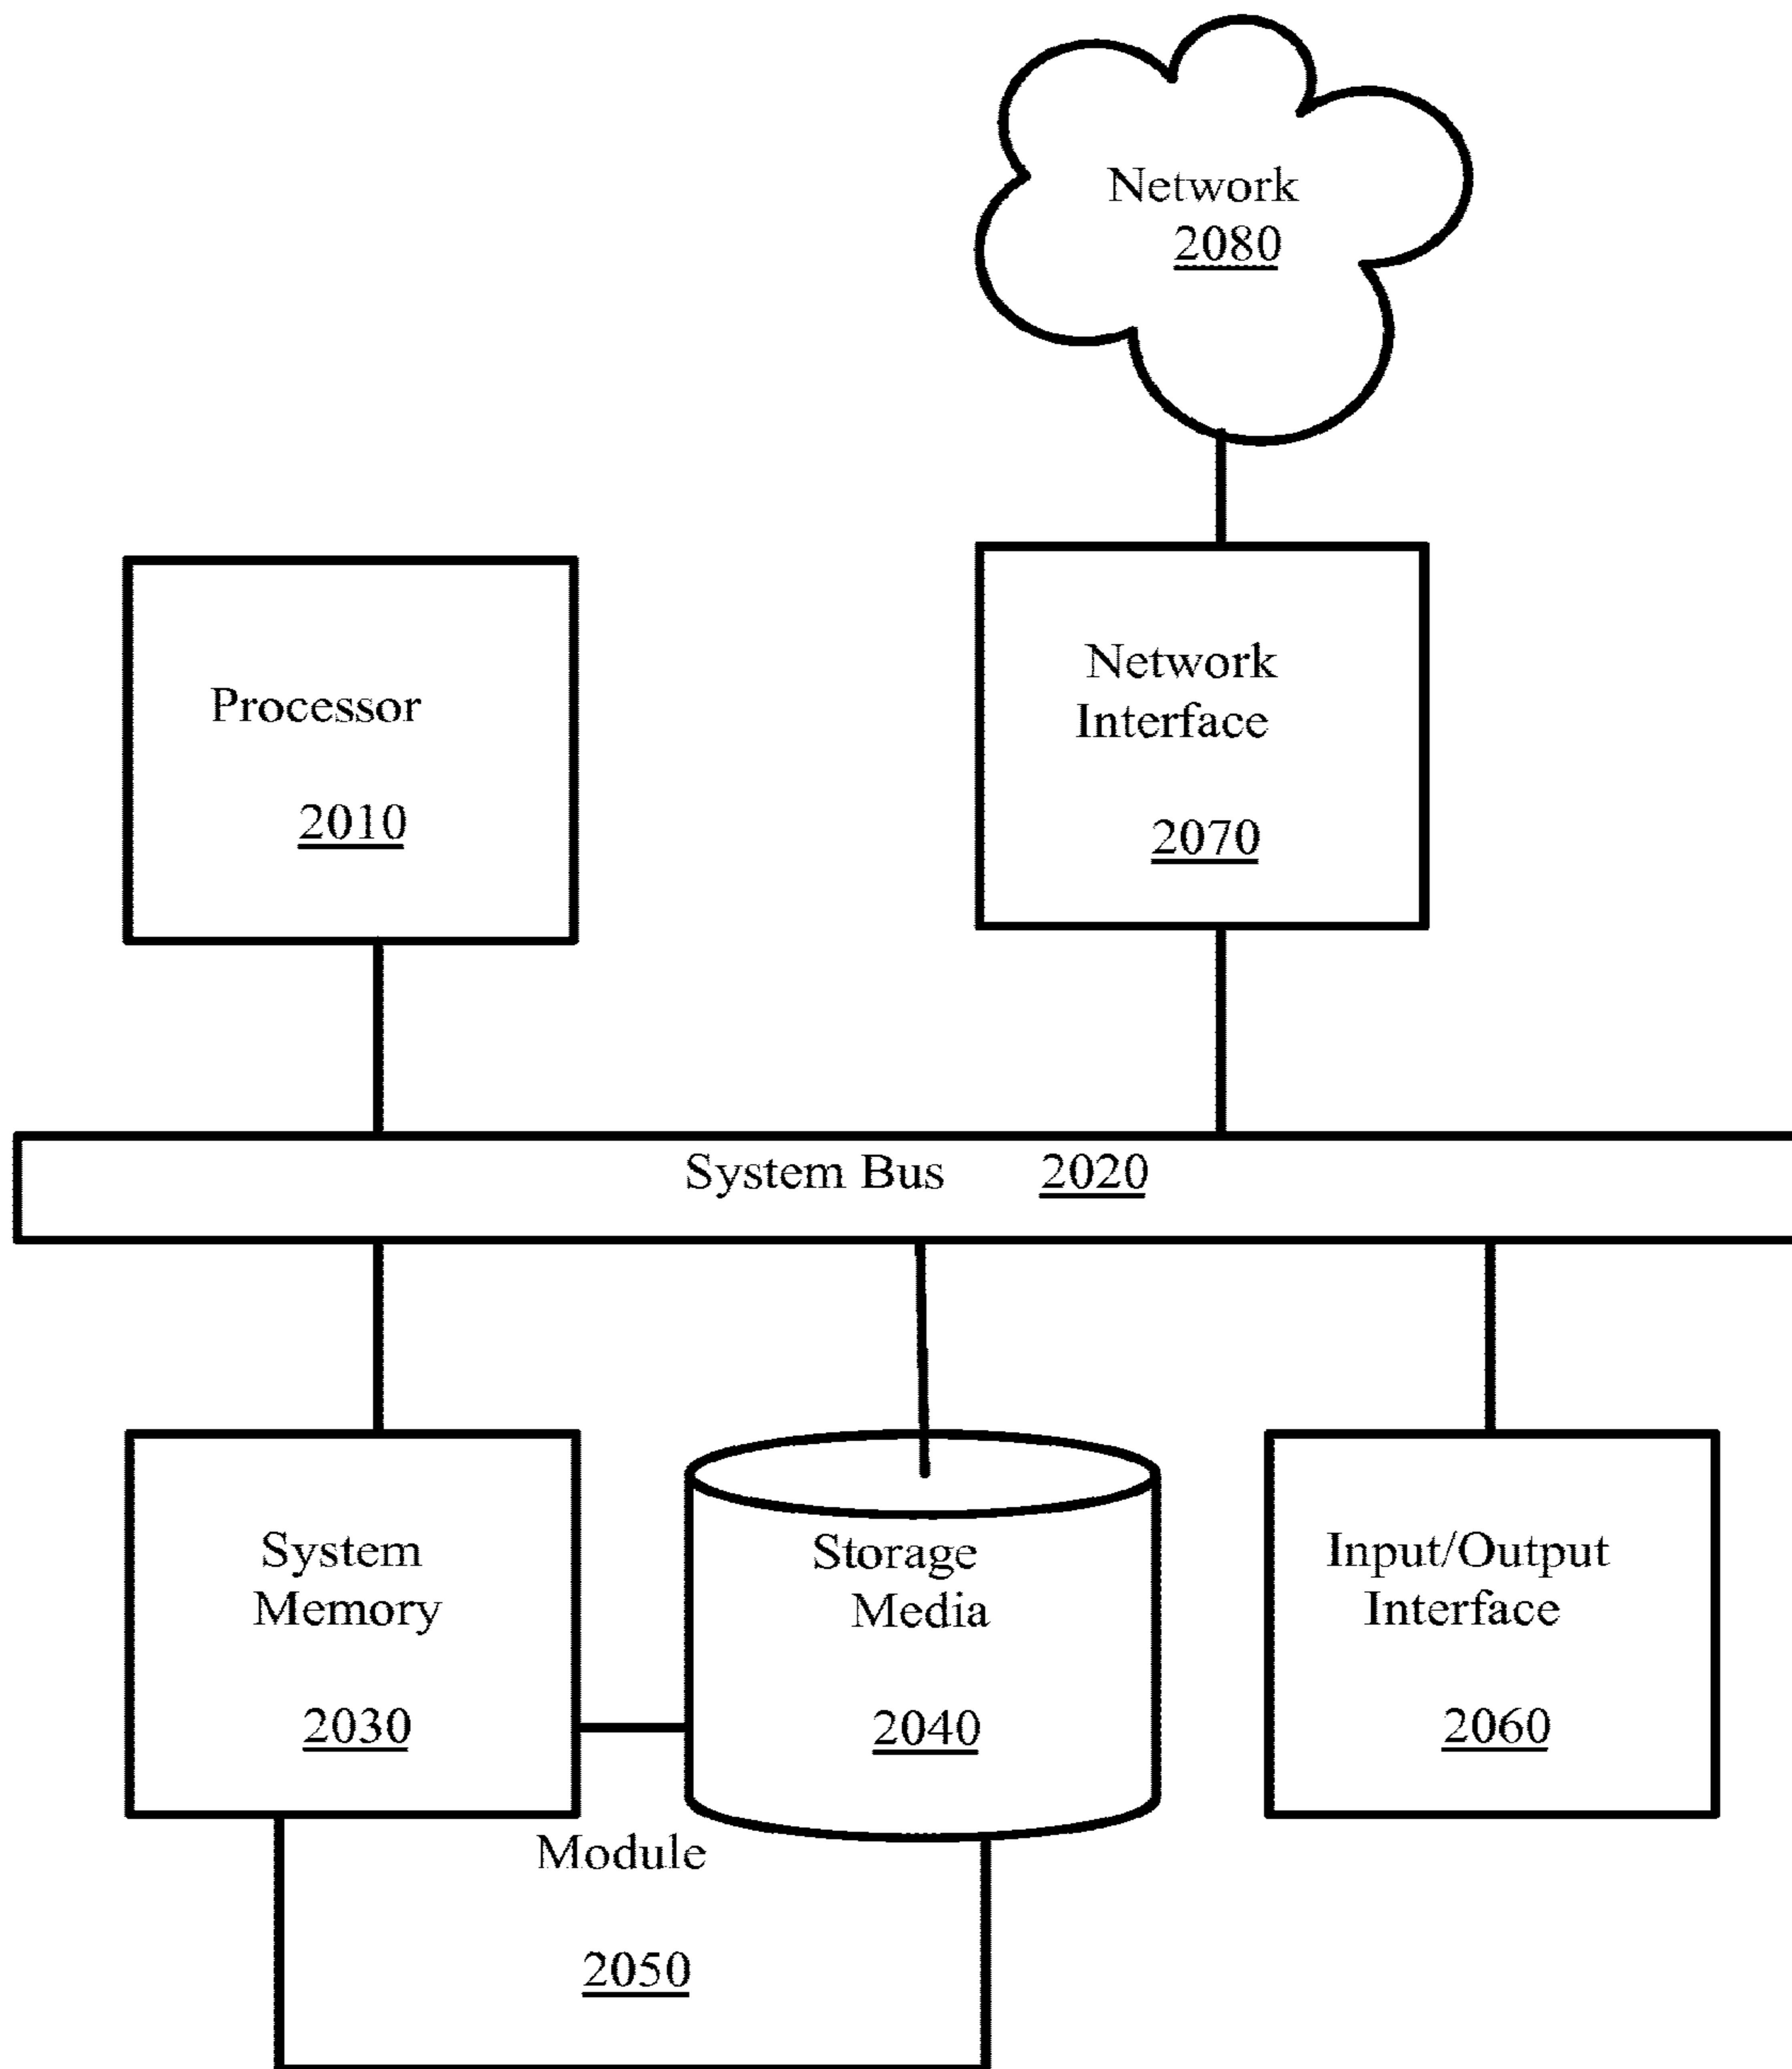 Network
2080
Processor
2010
Network
Interface
2070
System Bus 2020
System
Memory
2030
Storage
Media
2040
Input/Output
Interface
2060
Module
2050